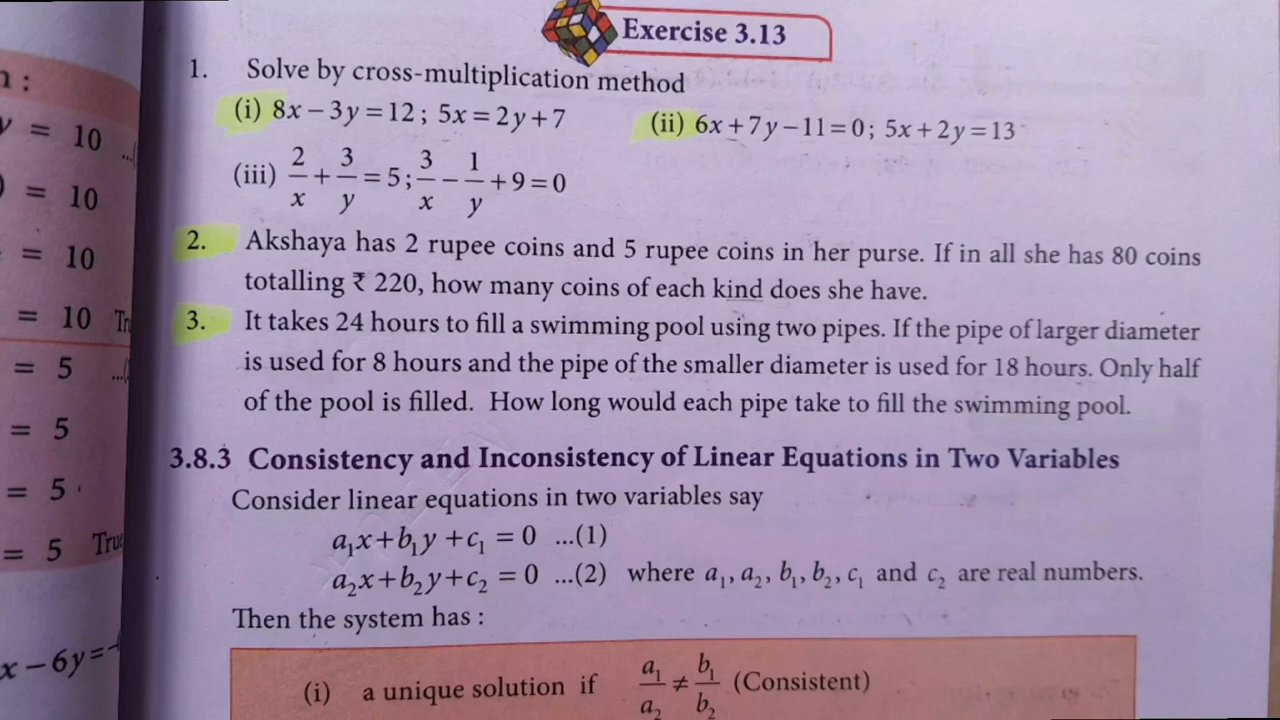 n :
y = 10 ...(
) = 10
= 10
= 10 Tr
= 5 ...(
= 5
= 5
= 5 True
x – 6y = –
Exercise 3.13
1. Solve by cross-multiplication method
(i) 8x – 3y = 12 ; 5x = 2y + 7 (ii) 6x + 7y – 11 = 0 ; 5x + 2y = 13
(iii) 2/x + 3/y = 5 ; 3/x – 1/y + 9 = 0
2. Akshaya has 2 rupee coins and 5 rupee coins in her purse. If in all she has 80 coins
totalling ₹ 220, how many coins of each kind does she have.
3. It takes 24 hours to fill a swimming pool using two pipes. If the pipe of larger diameter
is used for 8 hours and the pipe of the smaller diameter is used for 18 hours. Only half
of the pool is filled. How long would each pipe take to fill the swimming pool.
3.8.3 Consistency and Inconsistency of Linear Equations in Two Variables
Consider linear equations in two variables say
a₁x + b₁y + c₁ = 0 ...(1)
a₂x + b₂y + c₂ = 0 ...(2) where a₁, a₂, b₁, b₂, c₁ and c₂ are real numbers.
Then the system has :
(i) a unique solution if a₁/a₂ ≠ b₁/b₂ (Consistent)